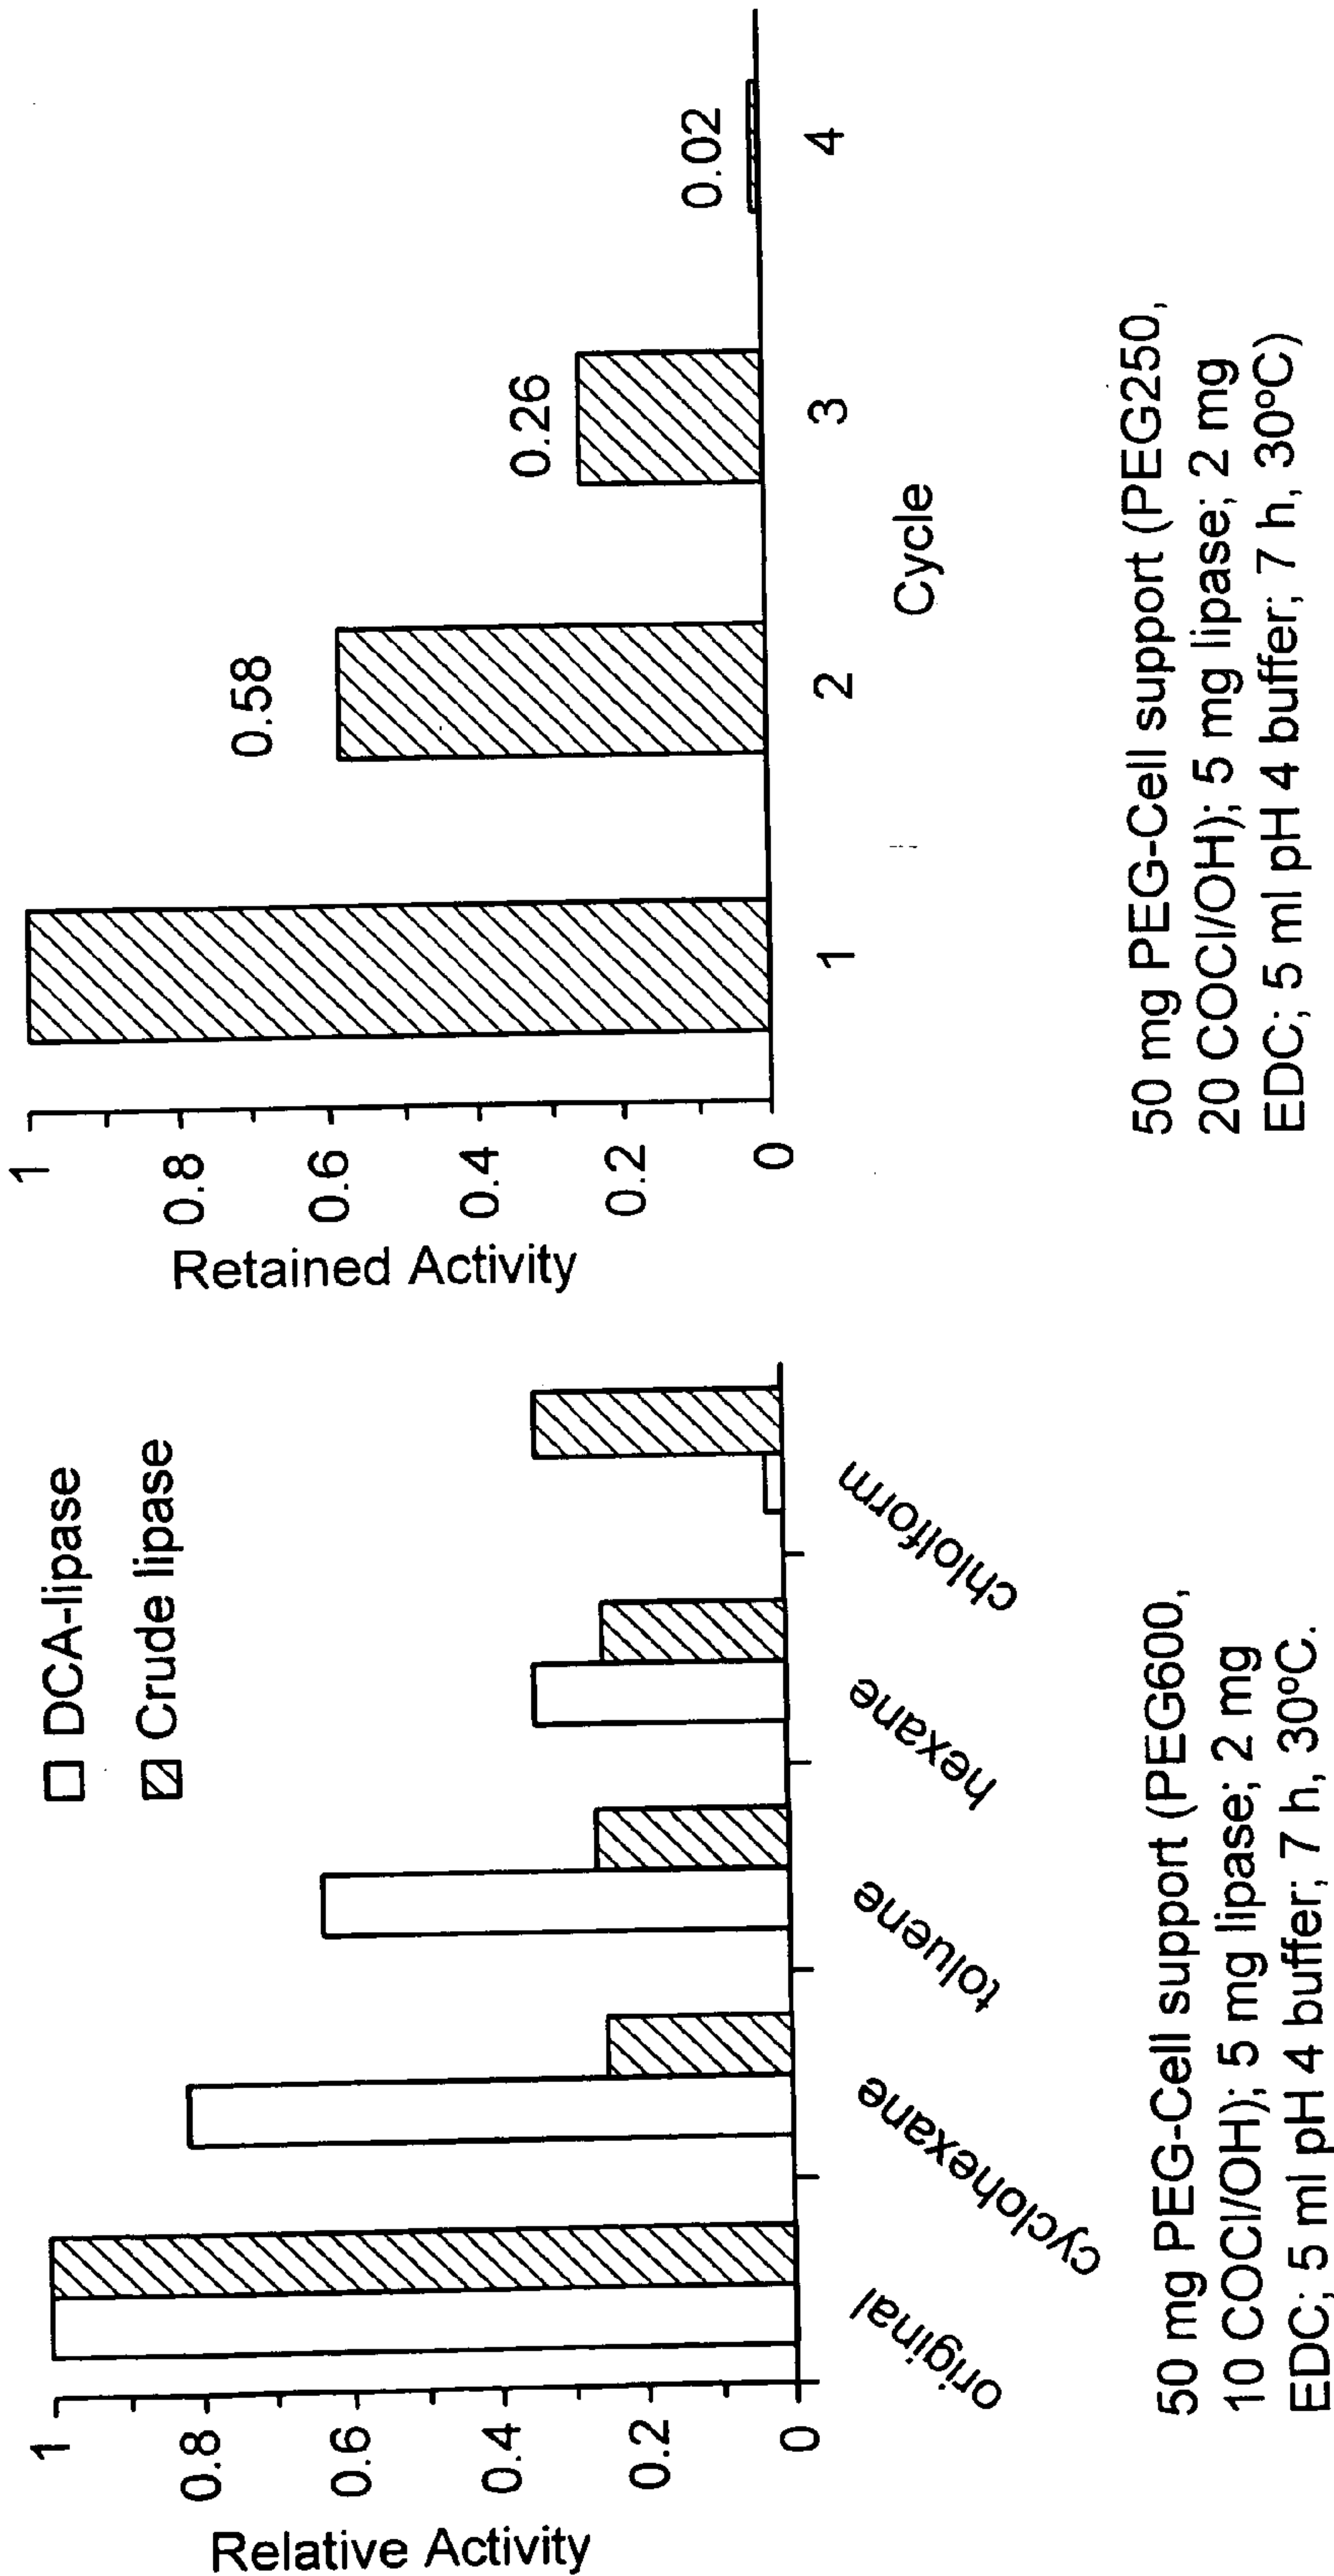 DCA-lipase
Crude lipase
Relative Activity
1
0.8
0.6
0.4
0.2
0
original
cyclohexane
toluene
hexane
chlolform
50 mg PEG-Cell support (PEG600,
10 COCl/OH); 5 mg lipase; 2 mg
EDC; 5 ml pH 4 buffer; 7 h, 30ºC.
Retained Activity
1
0.8
0.6
0.4
0.2
0
0.58
0.26
0.02
1
2
3
4
Cycle
50 mg PEG-Cell support (PEG250,
20 COCl/OH); 5 mg lipase; 2 mg
EDC; 5 ml pH 4 buffer; 7 h, 30ºC)